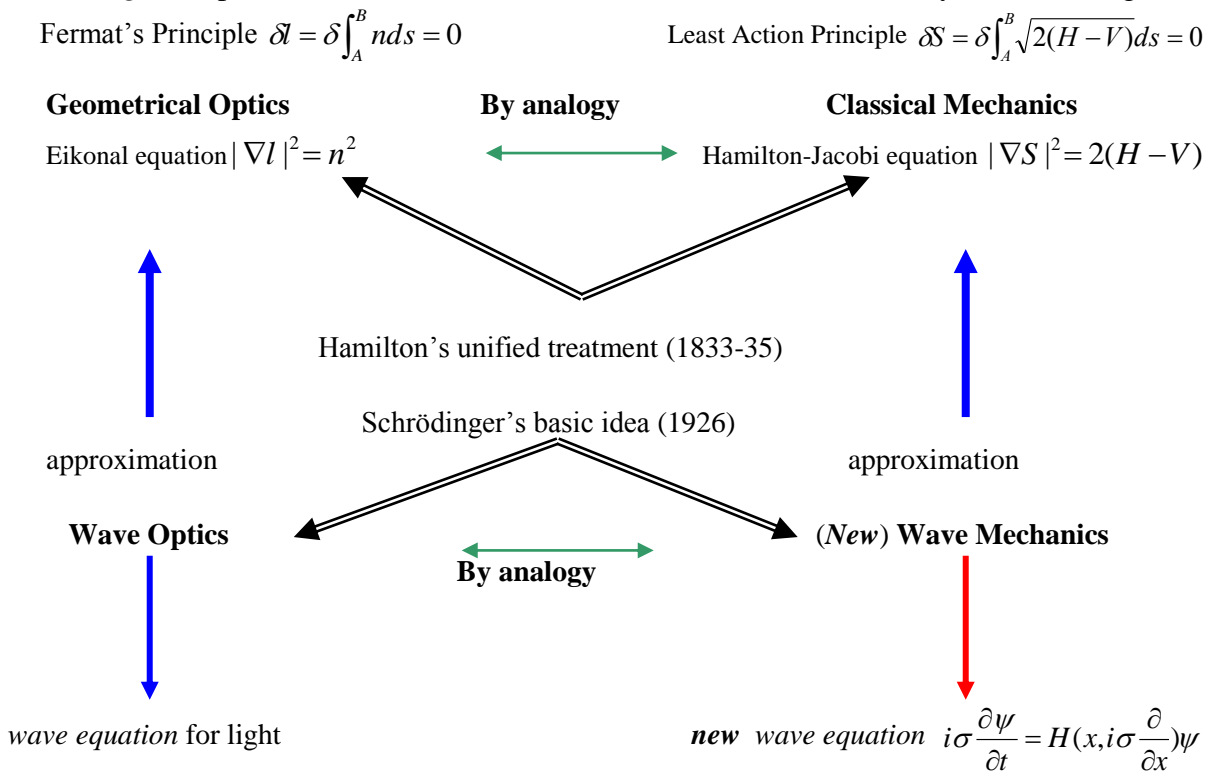 Fermat's Principle δl = δ∫_A^B nds = 0
Least Action Principle δS = δ∫_A^B √2(H − V)ds = 0
Geometrical Optics
By analogy
Classical Mechanics
Eikonal equation | ∇l |² = n²
Hamilton-Jacobi equation | ∇S |² = 2(H − V)
Hamilton's unified treatment (1833-35)
Schrödinger's basic idea (1926)
approximation
approximation
Wave Optics
(New) Wave Mechanics
By analogy
wave equation for light
new wave equation iσ ∂ψ/∂t = H(x, iσ ∂/∂x)ψ